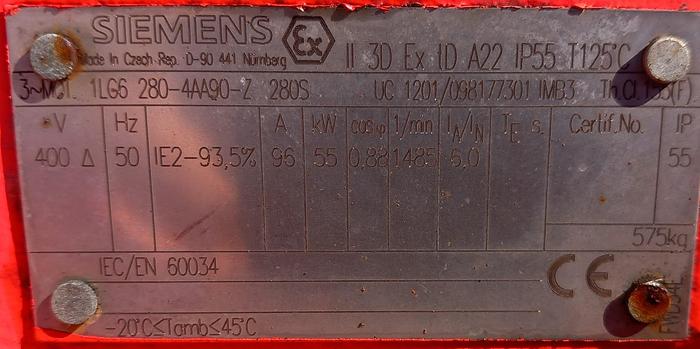 SIEMENS Ex II 3D Ex ID A22 IP55 T125°C
Made in Czech Rep. D-90 441 Nürnberg
3~MOT. 1LG6 280-4AA90-Z 280S UC 1201/098177301 IMB3 Th.Cl.155(F)
V Hz A kW cosφ 1/min IA/IN TE s Certif.No. IP
400 Δ 50 IE2-93,5% 96 55 0,88 1485 6,0 55
575kg
IEC/EN 60034 CE
-20°C≤Tamb≤45°C